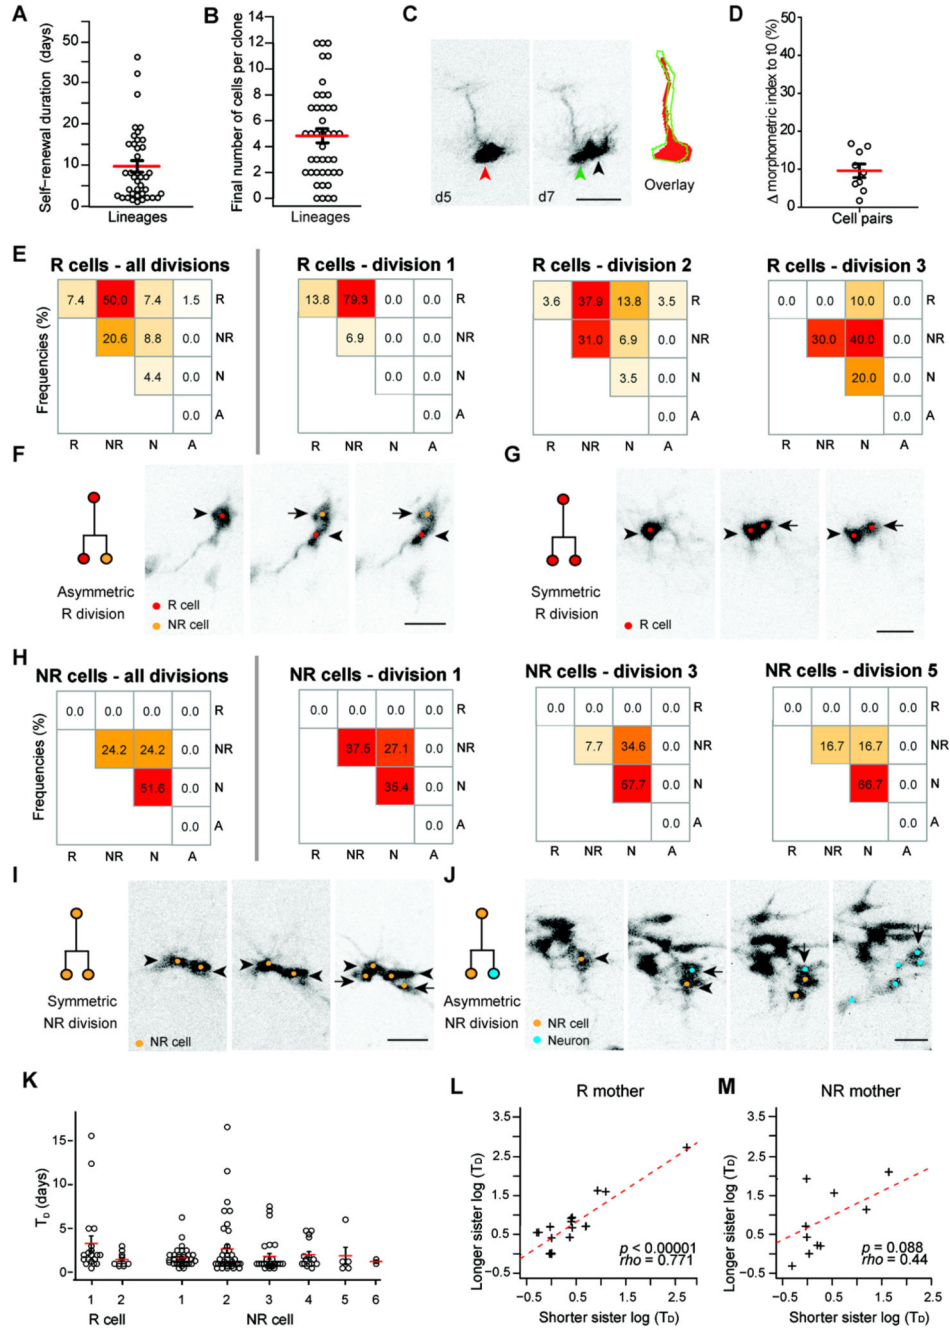 A
Self-renewal duration (days)
50
30
20
10
0
Lineages
B
Final number of cells per clone
14
12
10
8
6
4
2
0
Lineages
C
d5
d7
Overlay
D
Δ morphometric index to t0 (%)
50
40
30
20
10
0
Cell pairs
E
Frequencies (%)
R cells - all divisions
7.4 50.0 7.4 1.5 R
20.6 8.8 0.0 NR
4.4 0.0 N
0.0 A
R NR N A
R cells - division 1
13.8 79.3 0.0 0.0 R
6.9 0.0 0.0 NR
0.0 0.0 N
0.0 A
R NR N A
R cells - division 2
3.6 37.9 13.8 3.5 R
31.0 6.9 0.0 NR
3.5 0.0 N
0.0 A
R NR N A
R cells - division 3
0.0 0.0 10.0 0.0 R
30.0 40.0 0.0 NR
20.0 0.0 N
0.0 A
R NR N A
F
Asymmetric
R division
R cell
NR cell
G
Symmetric
R division
R cell
H
Frequencies (%)
NR cells - all divisions
0.0 0.0 0.0 0.0 R
24.2 24.2 0.0 NR
51.6 0.0 N
0.0 A
R NR N A
NR cells - division 1
0.0 0.0 0.0 0.0 R
37.5 27.1 0.0 NR
35.4 0.0 N
0.0 A
R NR N A
NR cells - division 3
0.0 0.0 0.0 0.0 R
7.7 34.6 0.0 NR
57.7 0.0 N
0.0 A
R NR N A
NR cells - division 5
0.0 0.0 0.0 0.0 R
16.7 16.7 0.0 NR
66.7 0.0 N
0.0 A
R NR N A
I
Symmetric
NR division
NR cell
J
Asymmetric
NR division
NR cell
Neuron
K
TD (days)
15
10
5
0
1 2 1 2 3 4 5 6
R cell NR cell
L
R mother
Longer sister log (TD)
3.5
2.5
1.5
0.5
−0.5
p < 0.00001
rho = 0.771
−0.5 0.5 1.5 2.5
Shorter sister log (TD)
M
NR mother
Longer sister log (TD)
3.5
2.5
1.5
0.5
−0.5
p = 0.088
rho = 0.44
−0.5 0.5 1.5 2.5
Shorter sister log (TD)